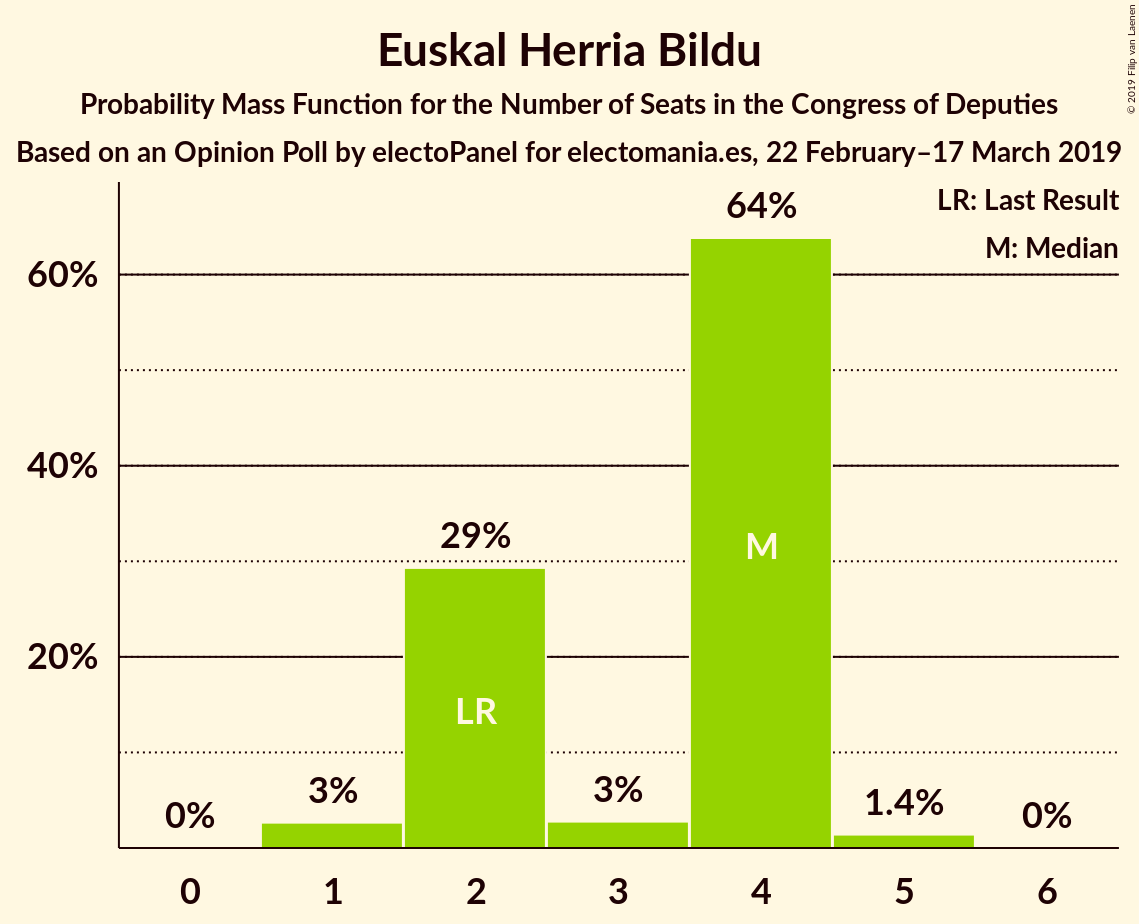 Euskal Herria Bildu
Probability Mass Function for the Number of Seats in the Congress of Deputies
Based on an Opinion Poll by electoPanel for electomania.es, 22 February–17 March 2019
© 2019 Filip van Laenen
LR: Last Result
M: Median
60%
40%
20%
0%
3%
29%
3%
64%
1.4%
0%
LR
M
0 1 2 3 4 5 6